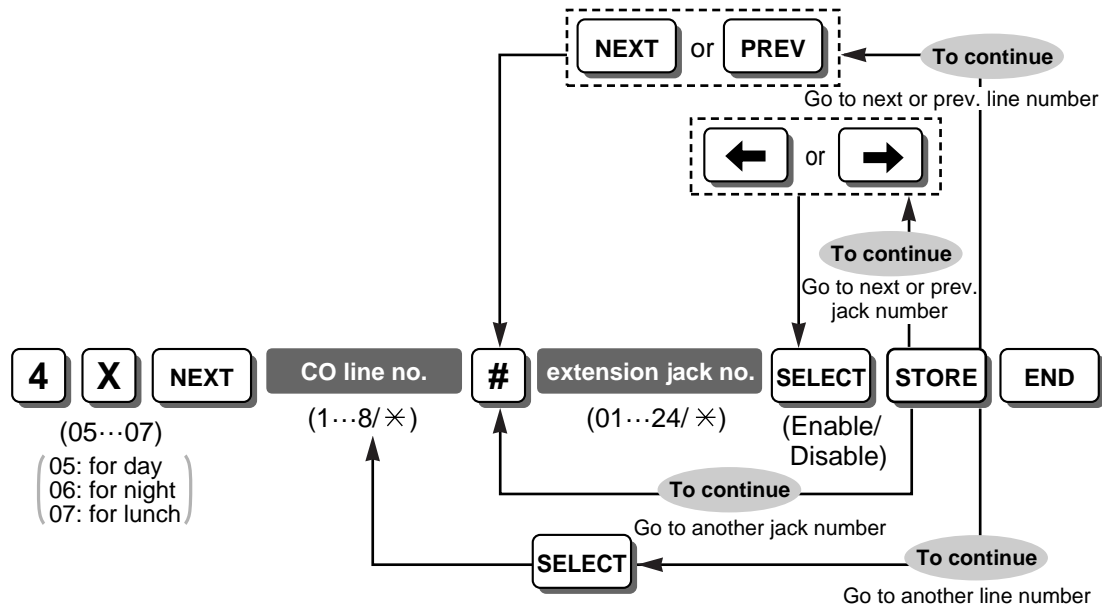 NEXT or PREV
To continue
Go to next or prev. line number
← or →
To continue
Go to next or prev.
jack number
4 X NEXT CO line no. # extension jack no. SELECT STORE END
(05···07)
(1···8/✳)
(01···24/ ✳)
(Enable/
Disable)
05: for day
06: for night
07: for lunch
To continue
Go to another jack number
SELECT
To continue
Go to another line number